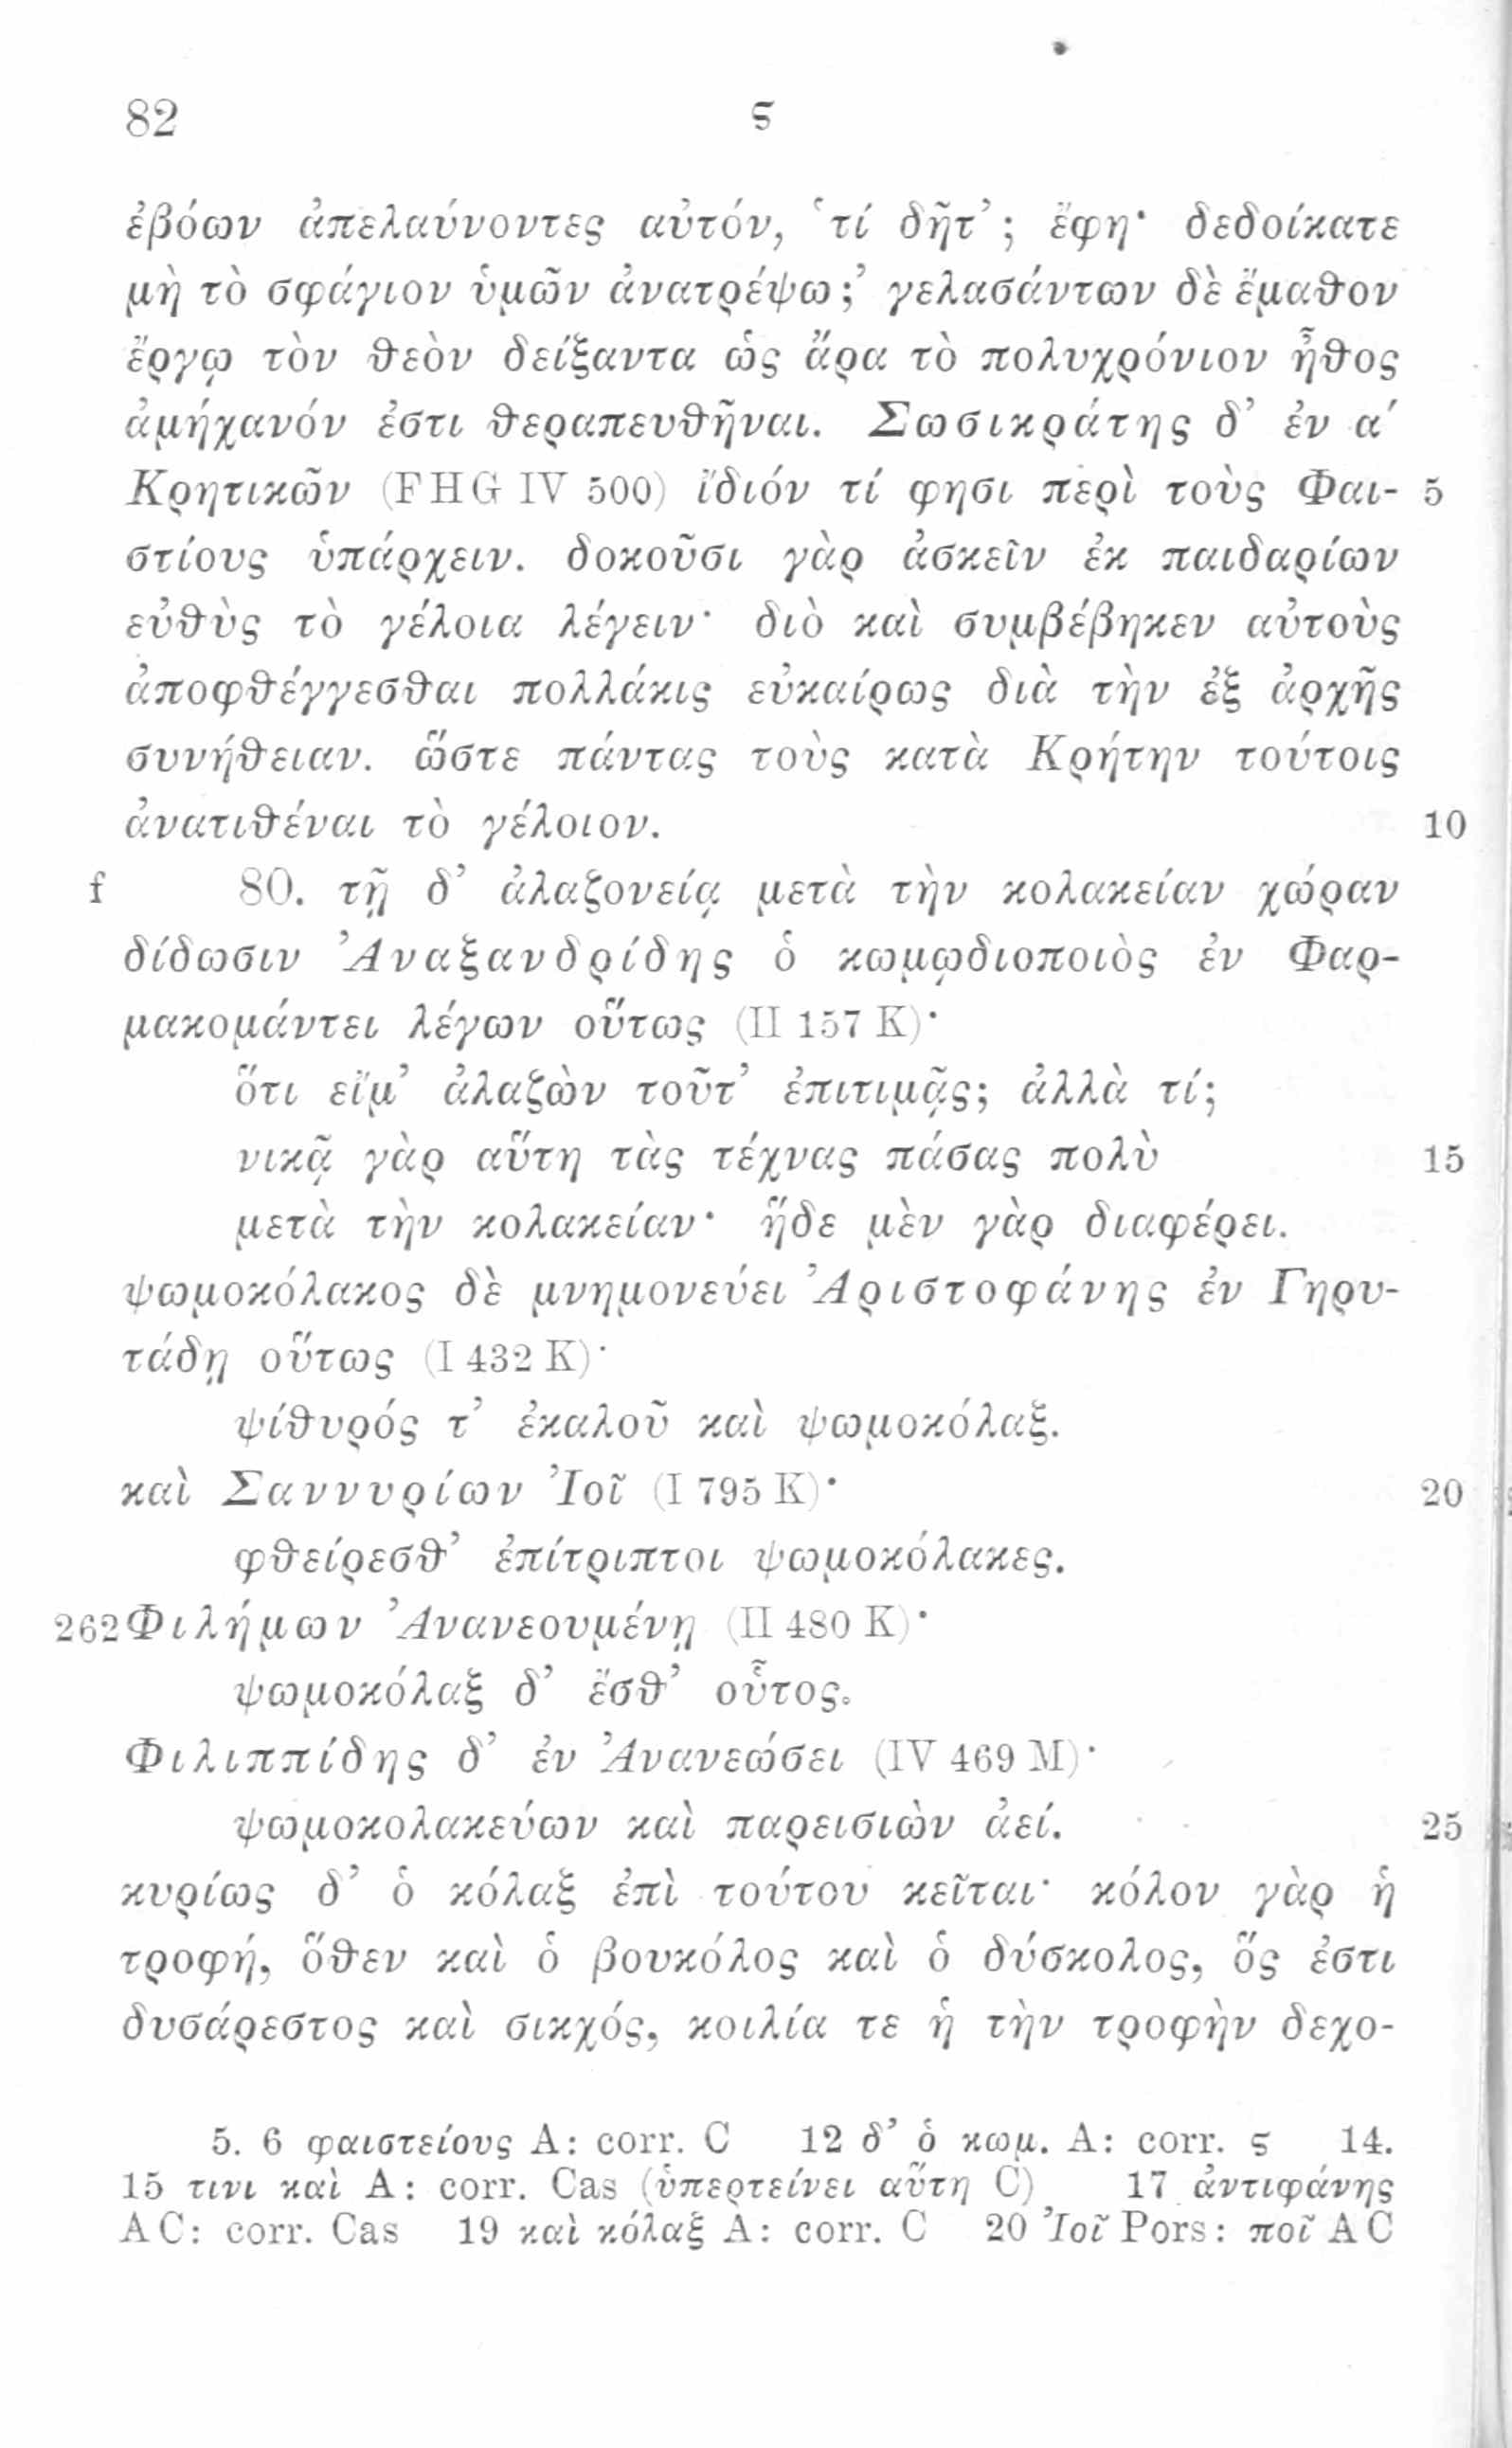 82 ϛ
ἐβόων ἀπελαύνοντες αὐτόν, ‘τί δῆτ’; ἔφη· δεδοίκατε
μὴ τὸ σφάγιον ὑμῶν ἀνατρέψω;’ γελασάντων δὲ ἔμαθον
ἔργῳ τὸν θεὸν δείξαντα ὡς ἄρα τὸ πολυχρόνιον ἦθος
ἀμήχανόν ἐστι θεραπευθῆναι. Σωσικράτης δ’ ἐν α′
Κρητικῶν (FHG IV 500) ἴδιόν τί φησι περὶ τοὺς Φαι- 5
στίους ὑπάρχειν. δοκοῦσι γὰρ ἀσκεῖν ἐκ παιδαρίων
εὐθὺς τὸ γέλοια λέγειν· διὸ καὶ συμβέβηκεν αὐτοὺς
ἀποφθέγγεσθαι πολλάκις εὐκαίρως διὰ τὴν ἐξ ἀρχῆς
συνήθειαν. ὥστε πάντας τοὺς κατὰ Κρήτην τούτοις
ἀνατιθέναι τὸ γέλοιον. 10
f 80. τῇ δ’ ἀλαζονείᾳ μετὰ τὴν κολακείαν χώραν
δίδωσιν Ἀναξανδρίδης ὁ κωμῳδιοποιὸς ἐν Φαρ-
μακομάντει λέγων οὕτως (II 157 K)·
ὅτι εἴμ’ ἀλαζὼν τοῦτ’ ἐπιτιμᾷς; ἀλλὰ τί;
νικᾷ γὰρ αὕτη τὰς τέχνας πάσας πολὺ 15
μετὰ τὴν κολακείαν· ἥδε μὲν γὰρ διαφέρει.
ψωμοκόλακος δὲ μνημονεύει Ἀριστοφάνης ἐν Γηρυ-
τάδῃ οὕτως (I 432 K)·
ψίθυρός τ’ ἐκαλοῦ καὶ ψωμοκόλαξ.
καὶ Σαννυρίων Ἰοῖ (I 795 K)· 20
φθείρεσθ’ ἐπίτριπτοι ψωμοκόλακες.
262 Φιλήμων Ἀνανεουμένῃ (II 480 K)·
ψωμοκόλαξ δ’ ἔσθ’ οὗτος.
Φιλιππίδης δ’ ἐν Ἀνανεώσει (IV 469 M)·
ψωμοκολακεύων καὶ παρεισιὼν ἀεί. 25
κυρίως δ’ ὁ κόλαξ ἐπὶ τούτου κεῖται· κόλον γὰρ ἡ
τροφή, ὅθεν καὶ ὁ βουκόλος καὶ ὁ δύσκολος, ὅς ἐστι
δυσάρεστος καὶ σικχός, κοιλία τε ἡ τὴν τροφὴν δεχο-
5. 6 φαιστείους A: corr. C 12 δ’ ὁ κωμ. A: corr. ϛ 14.
15 τινι καὶ A: corr. Cas (ὑπερτείνει αὕτη C) 17 ἀντιφάνης
AC: corr. Cas 19 καὶ κόλαξ A: corr. C 20 Ἰοῖ Pors: ποῖ AC